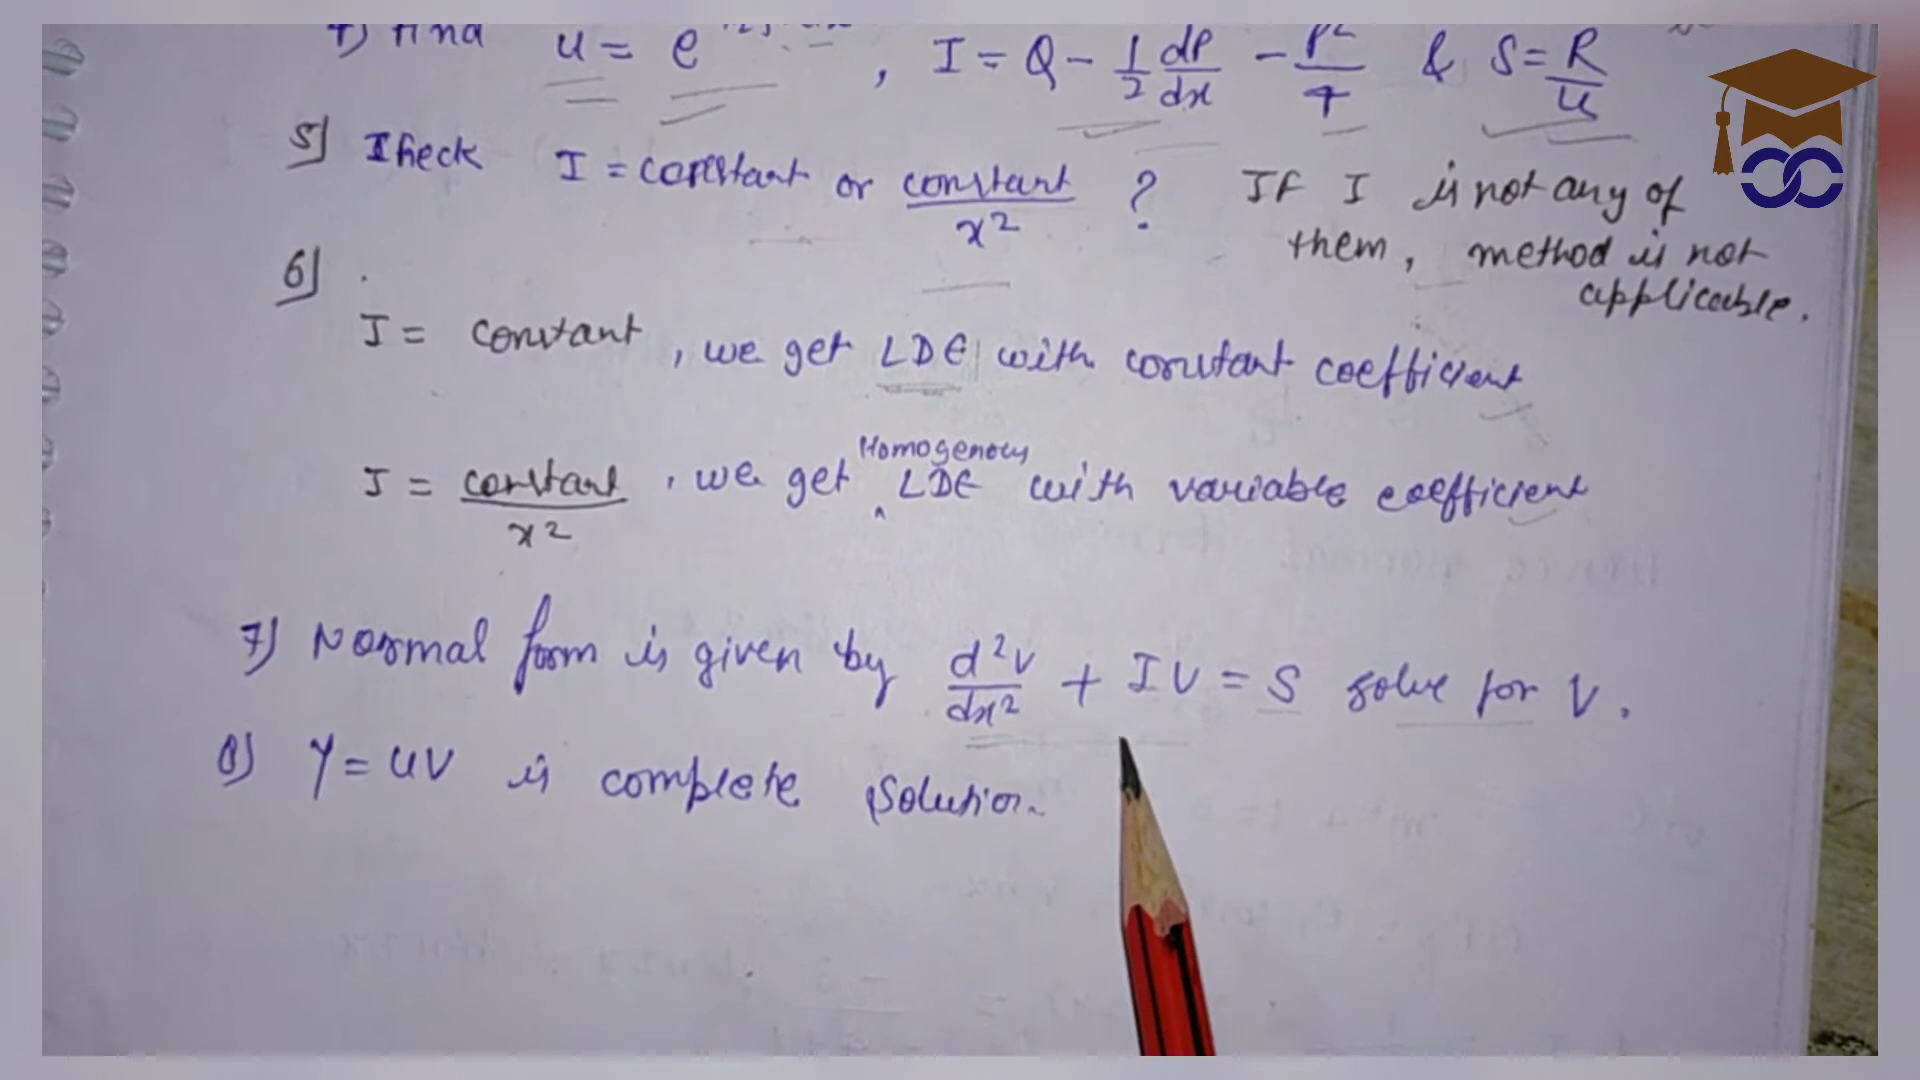 4) find u = e , I = Q - 1/2 dP/dx - P²/4 & S = R/u
5) Check I = constant or constant/x² ? If I is not any of
them, method is not
applicable.
6)
I = constant, we get LDE with constant coefficient
I = constant/x², we get Homogenous LDE with variable coefficient
7) Normal form is given by d²v/dx² + IV = S solve for V.
8) y = uv is complete solution.